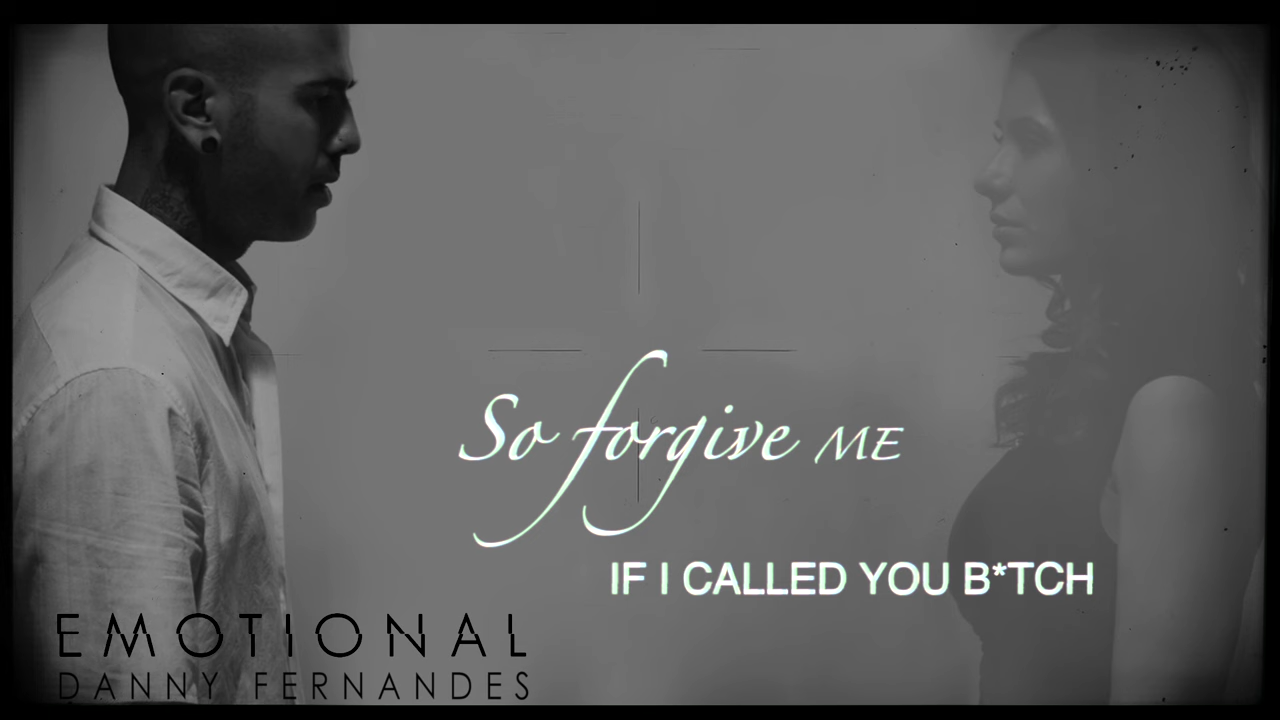 So forgive ME
IF I CALLED YOU B*TCH
EMOTIONAL
DANNY FERNANDES